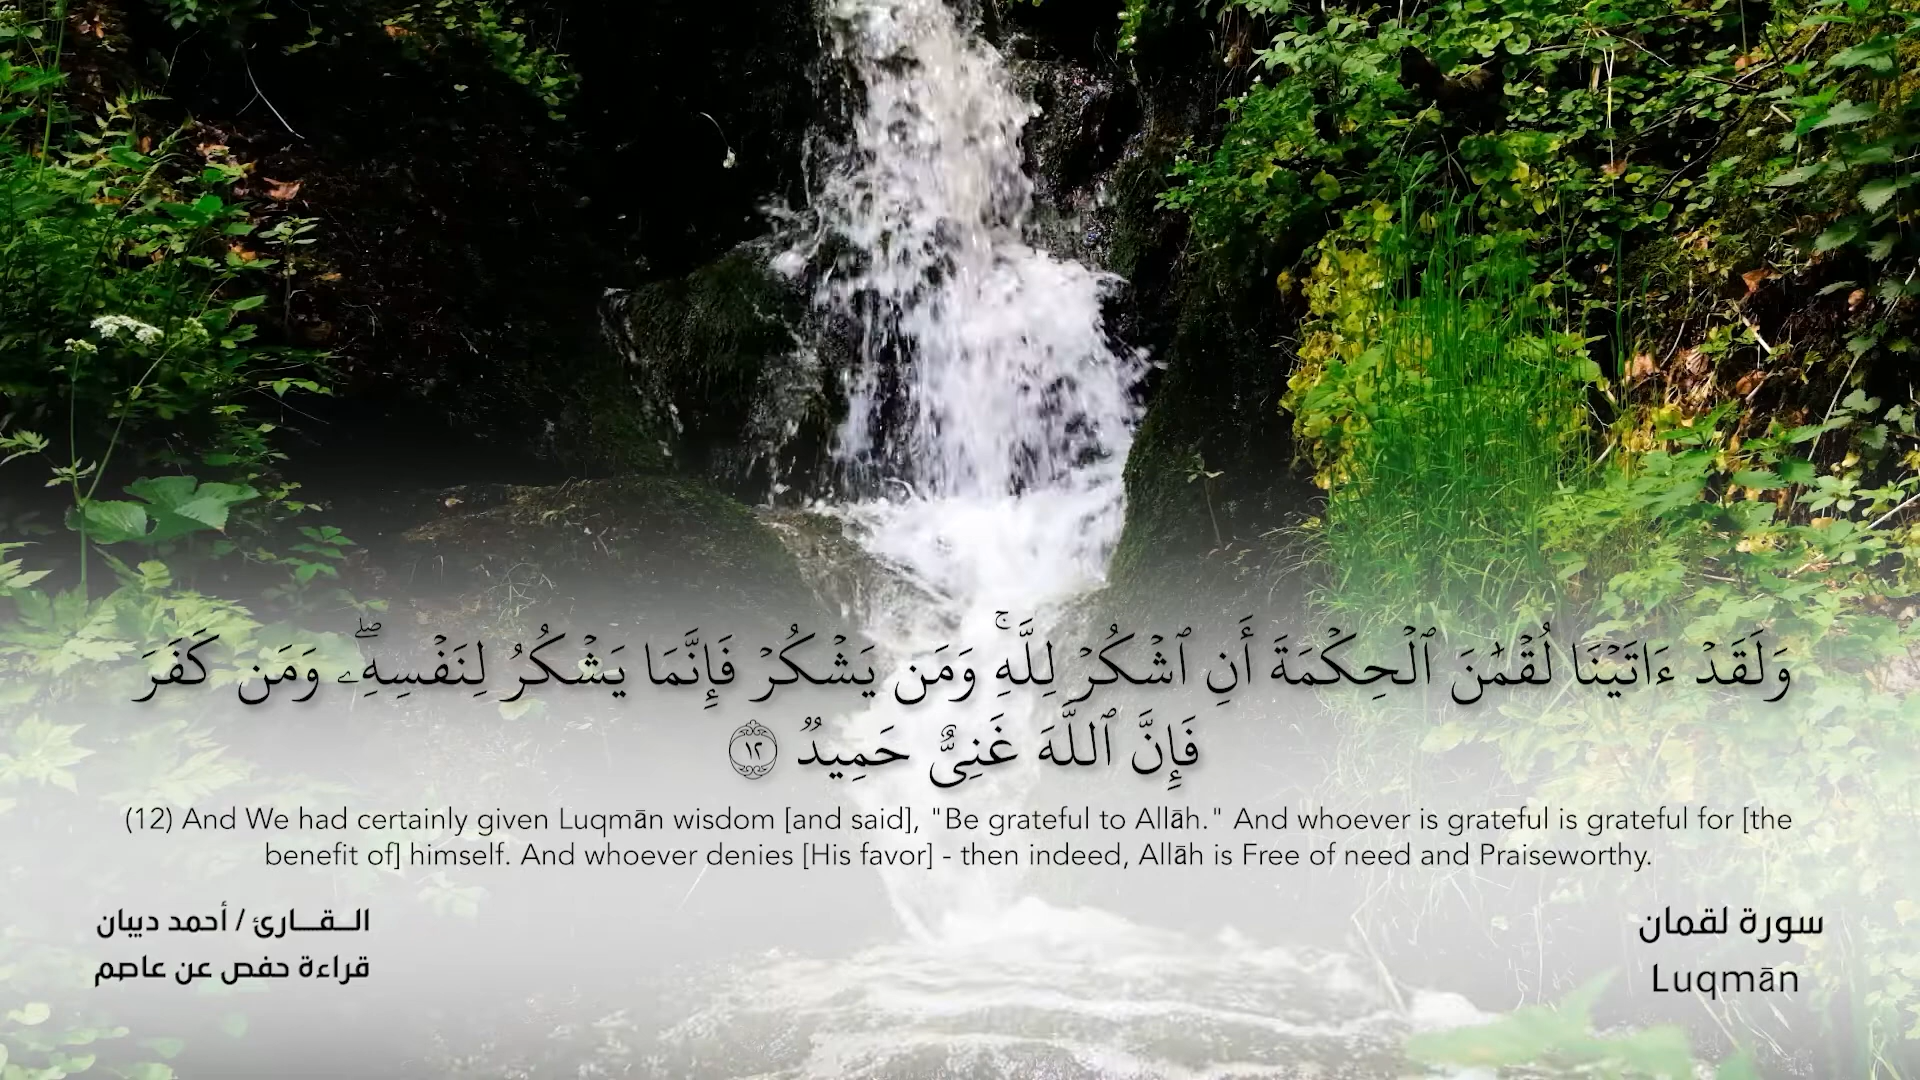 وَلَقَدۡ ءَاتَيۡنَا لُقۡمَٰنَ ٱلۡحِكۡمَةَ أَنِ ٱشۡكُرۡ لِلَّهِۚ وَمَن يَشۡكُرۡ فَإِنَّمَا يَشۡكُرُ لِنَفۡسِهِۦۖ وَمَن كَفَرَ
فَإِنَّ ٱللَّهَ غَنِيٌّ حَمِيدٞ ١٢
(12) And We had certainly given Luqmān wisdom [and said], "Be grateful to Allāh." And whoever is grateful is grateful for [the
benefit of] himself. And whoever denies [His favor] - then indeed, Allāh is Free of need and Praiseworthy.
سورة لقمان
Luqmān
الـقـــارئ / أحمد ديبان
قراءة حفص عن عاصم